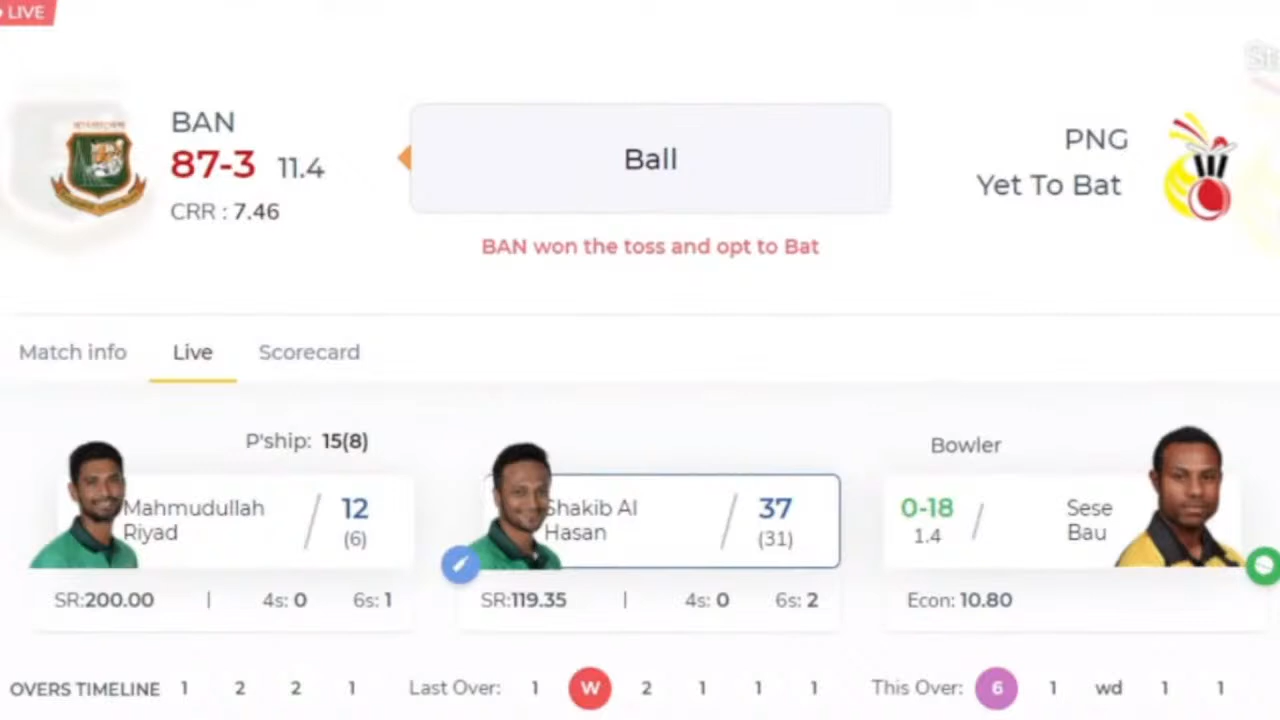 LIVE
BAN
87-3 11.4
CRR : 7.46
Ball
BAN won the toss and opt to Bat
PNG
Yet To Bat
Match info Live Scorecard
P'ship: 15(8)
Mahmudullah
Riyad
12
(6)
SR:200.00 | 4s: 0 6s: 1
Shakib Al
Hasan
37
(31)
SR:119.35 | 4s: 0 6s: 2
Bowler
0-18
1.4
Sese
Bau
Econ: 10.80
OVERS TIMELINE 1 2 2 1 Last Over: 1 W 2 1 1 1 This Over: 6 1 wd 1 1